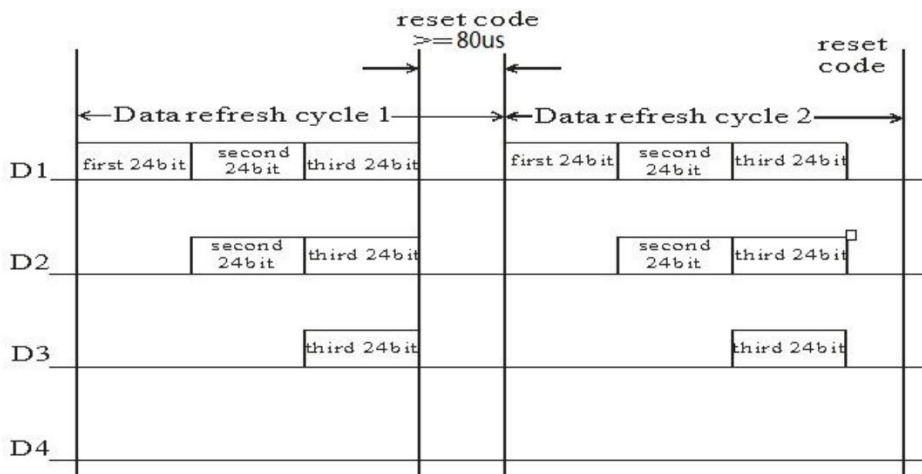 reset code
>=80us
reset
code
Data refresh cycle 1
Data refresh cycle 2
D1
first 24bit
second
24bit
third 24bit
first 24bit
second
24bit
third 24bit
D2
second
24bit
third 24bit
second
24bit
third 24bit
D3
third 24bit
third 24bit
D4